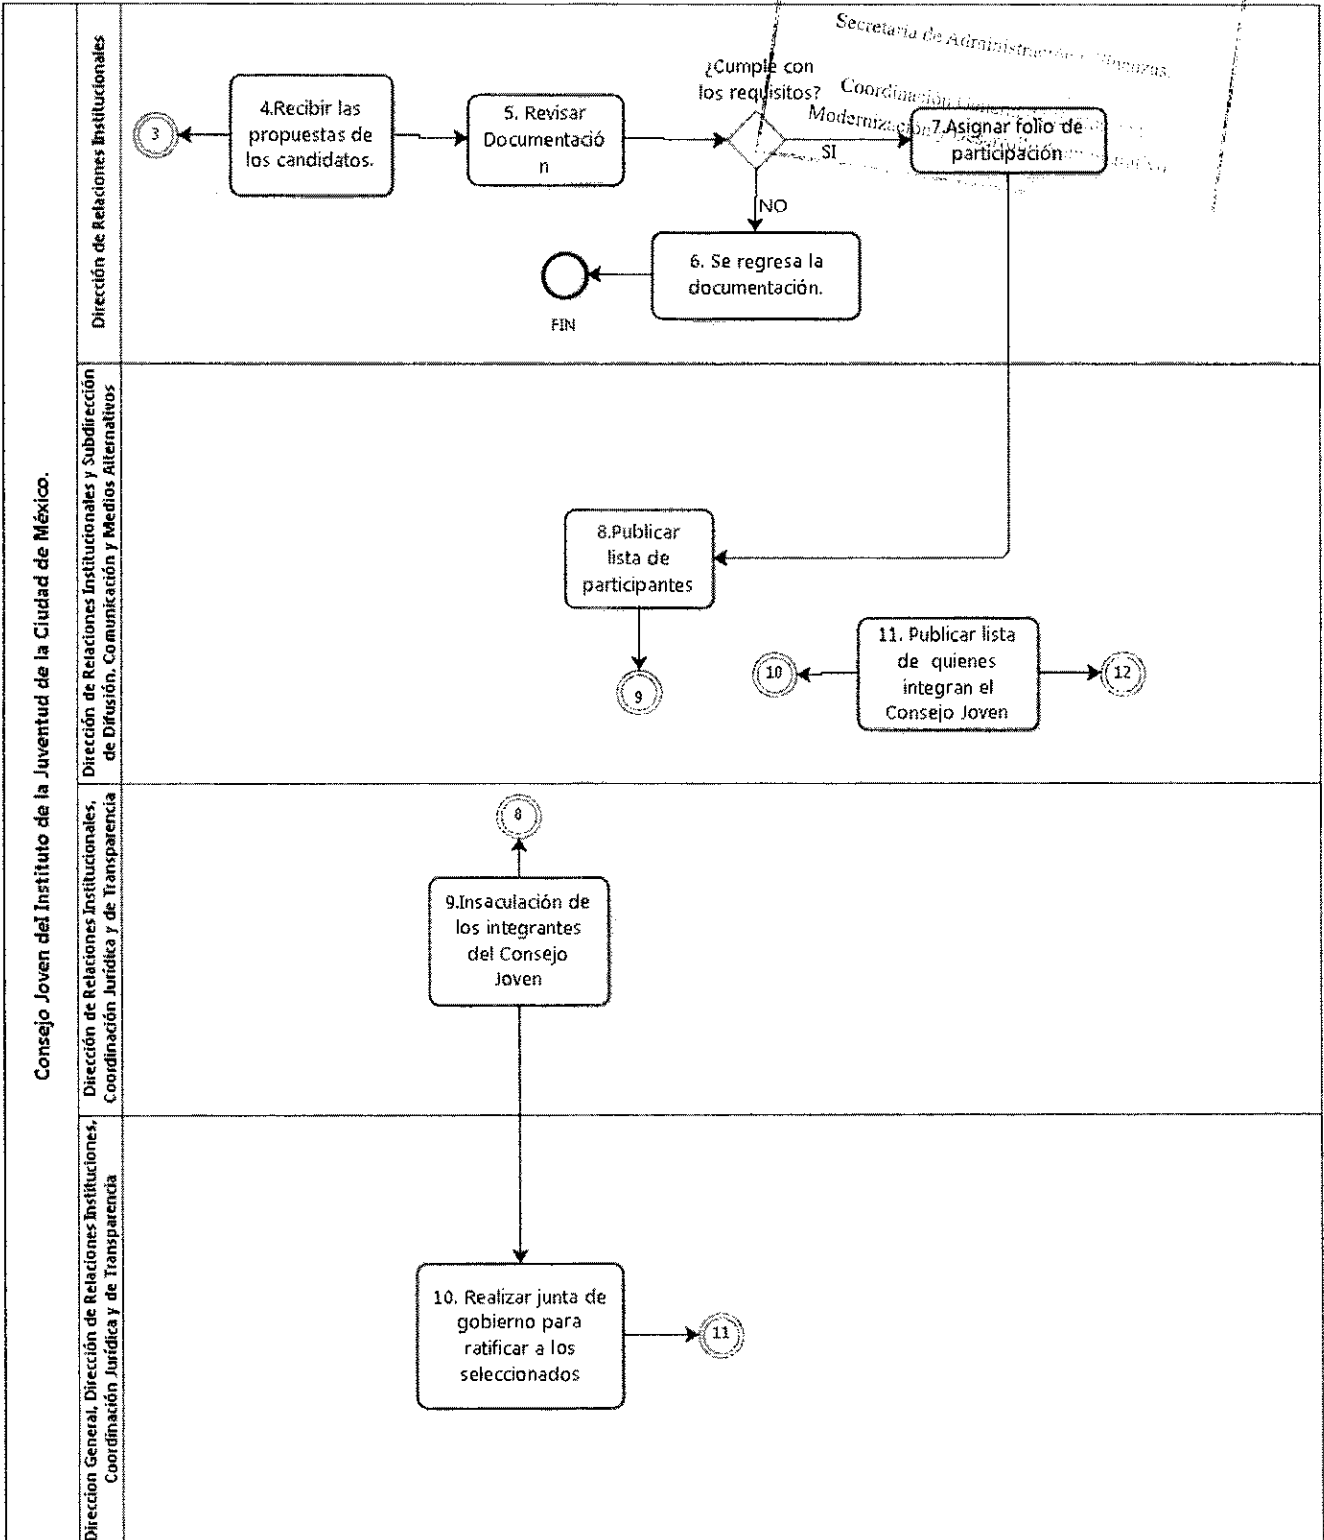 Consejo Joven del Instituto de la Juventud de la Ciudad de México.
Dirección de Relaciones Institucionales
Secretaria de Administración y Finanzas.
Coordinación
Modernización
3
4.Recibir las
propuestas de
los candidatos.
5. Revisar
Documentació
n
¿Cumple con
los requisitos?
SI
NO
7.Asignar folio de
participación
6. Se regresa la
documentación.
FIN
Dirección de Relaciones Institucionales y Subdirección
de Difusión, Comunicación y Medios Alternativos
8.Publicar
lista de
participantes
9
10
11. Publicar lista
de quienes
integran el
Consejo Joven
12
Dirección de Relaciones Institucionales,
Coordinación Jurídica y de Transparencia
8
9.Insaculación de
los integrantes
del Consejo
Joven
Direccion General, Dirección de Relaciones Instituciones,
Coordinación Jurídica y de Transparencia
10. Realizar junta de
gobierno para
ratificar a los
seleccionados
11